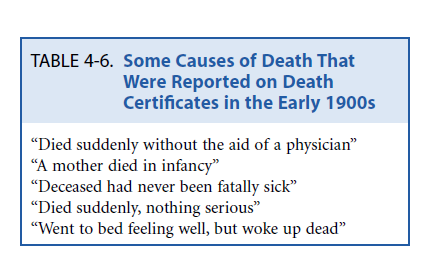 TABLE 4-6. Some Causes of Death That
Were Reported on Death
Certificates in the Early 1900s
“Died suddenly without the aid of a physician”
“A mother died in infancy”
“Deceased had never been fatally sick”
“Died suddenly, nothing serious”
“Went to bed feeling well, but woke up dead”